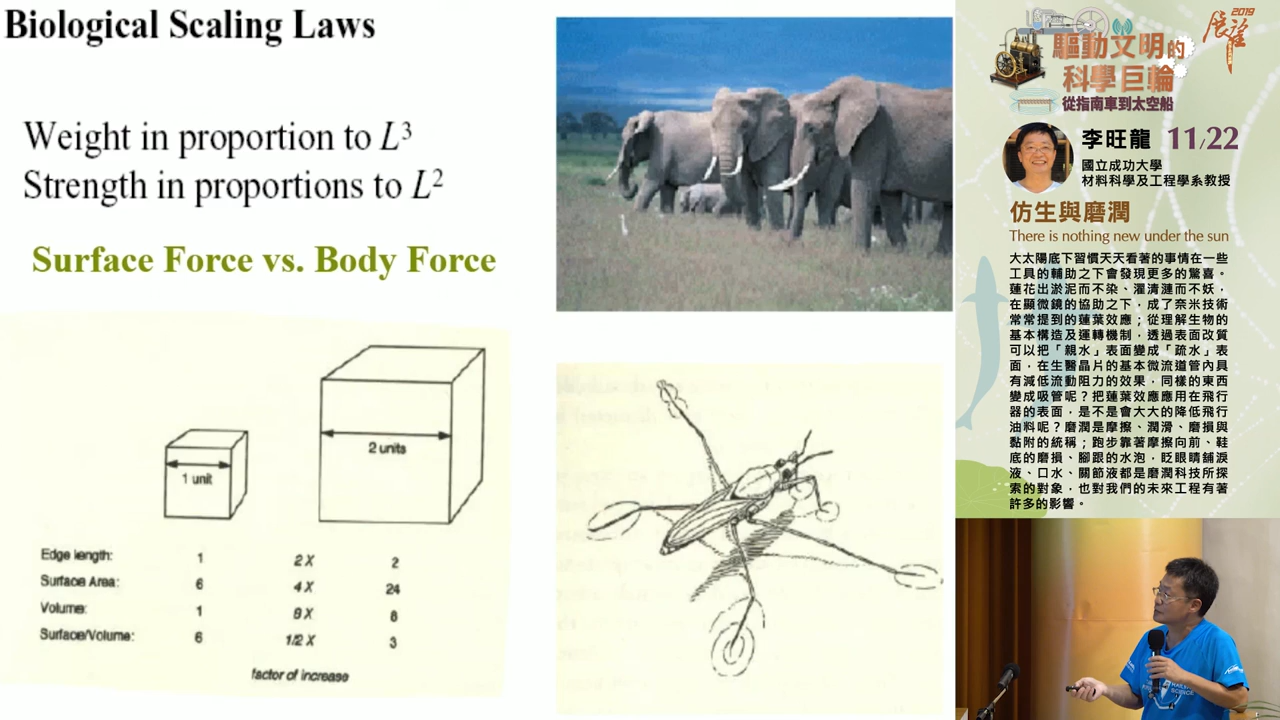 Biological Scaling Laws
Weight in proportion to L³
Strength in proportions to L²
Surface Force vs. Body Force
1 unit
2 units
Edge length: 1 2 X 2
Surface Area: 6 4 X 24
Volume: 1 8 X 8
Surface/Volume: 6 1/2 X 3
factor of increase
2019
展望
驅動文明的
科學巨輪
從指南車到太空船
李旺龍 11/22
國立成功大學
材料科學及工程學系教授
仿生與磨潤
There is nothing new under the sun
大太陽底下習慣天天看著的事情在一些
工具的輔助之下會發現更多的驚喜。
蓮花出淤泥而不染、濯清漣而不妖，
在顯微鏡的協助之下，成了奈米技術
常常提到的蓮葉效應；從理解生物的
基本構造及運轉機制，透過表面改質
可以把「親水」表面變成「疏水」表
面，在生醫晶片的基本微流道管內具
有減低流動阻力的效果，同樣的東西
變成吸管呢？把蓮葉效應應用在飛行
器的表面，是不是會大大的降低飛行
油料呢？磨潤是摩擦、潤滑、磨損與
黏附的統稱；跑步靠著摩擦向前、鞋
底的磨損、腳跟的水泡，眨眼睛舖淚
液、口水、關節液都是磨潤科技所探
索的對象，也對我們的未來工程有著
許多的影響。